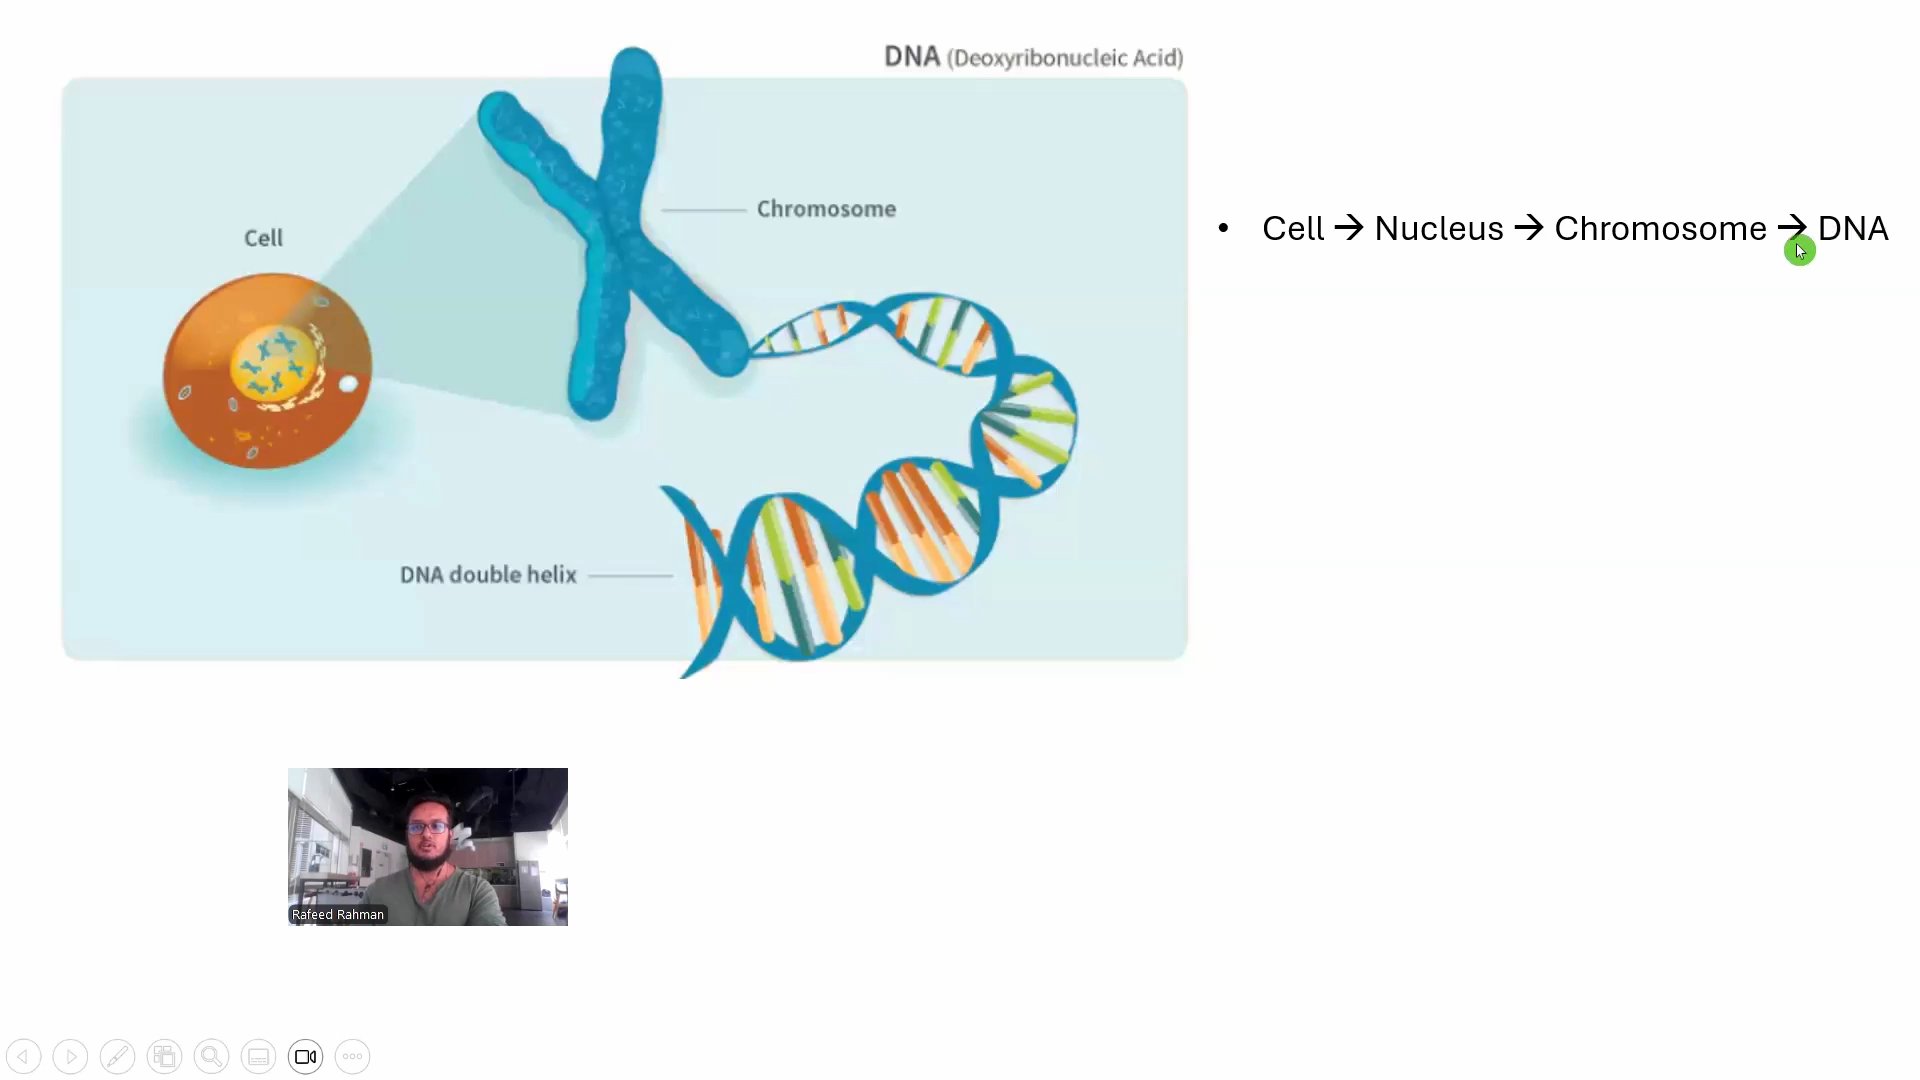 DNA (Deoxyribonucleic Acid)
Chromosome
Cell
DNA double helix
• Cell → Nucleus → Chromosome → DNA
Rafeed Rahman